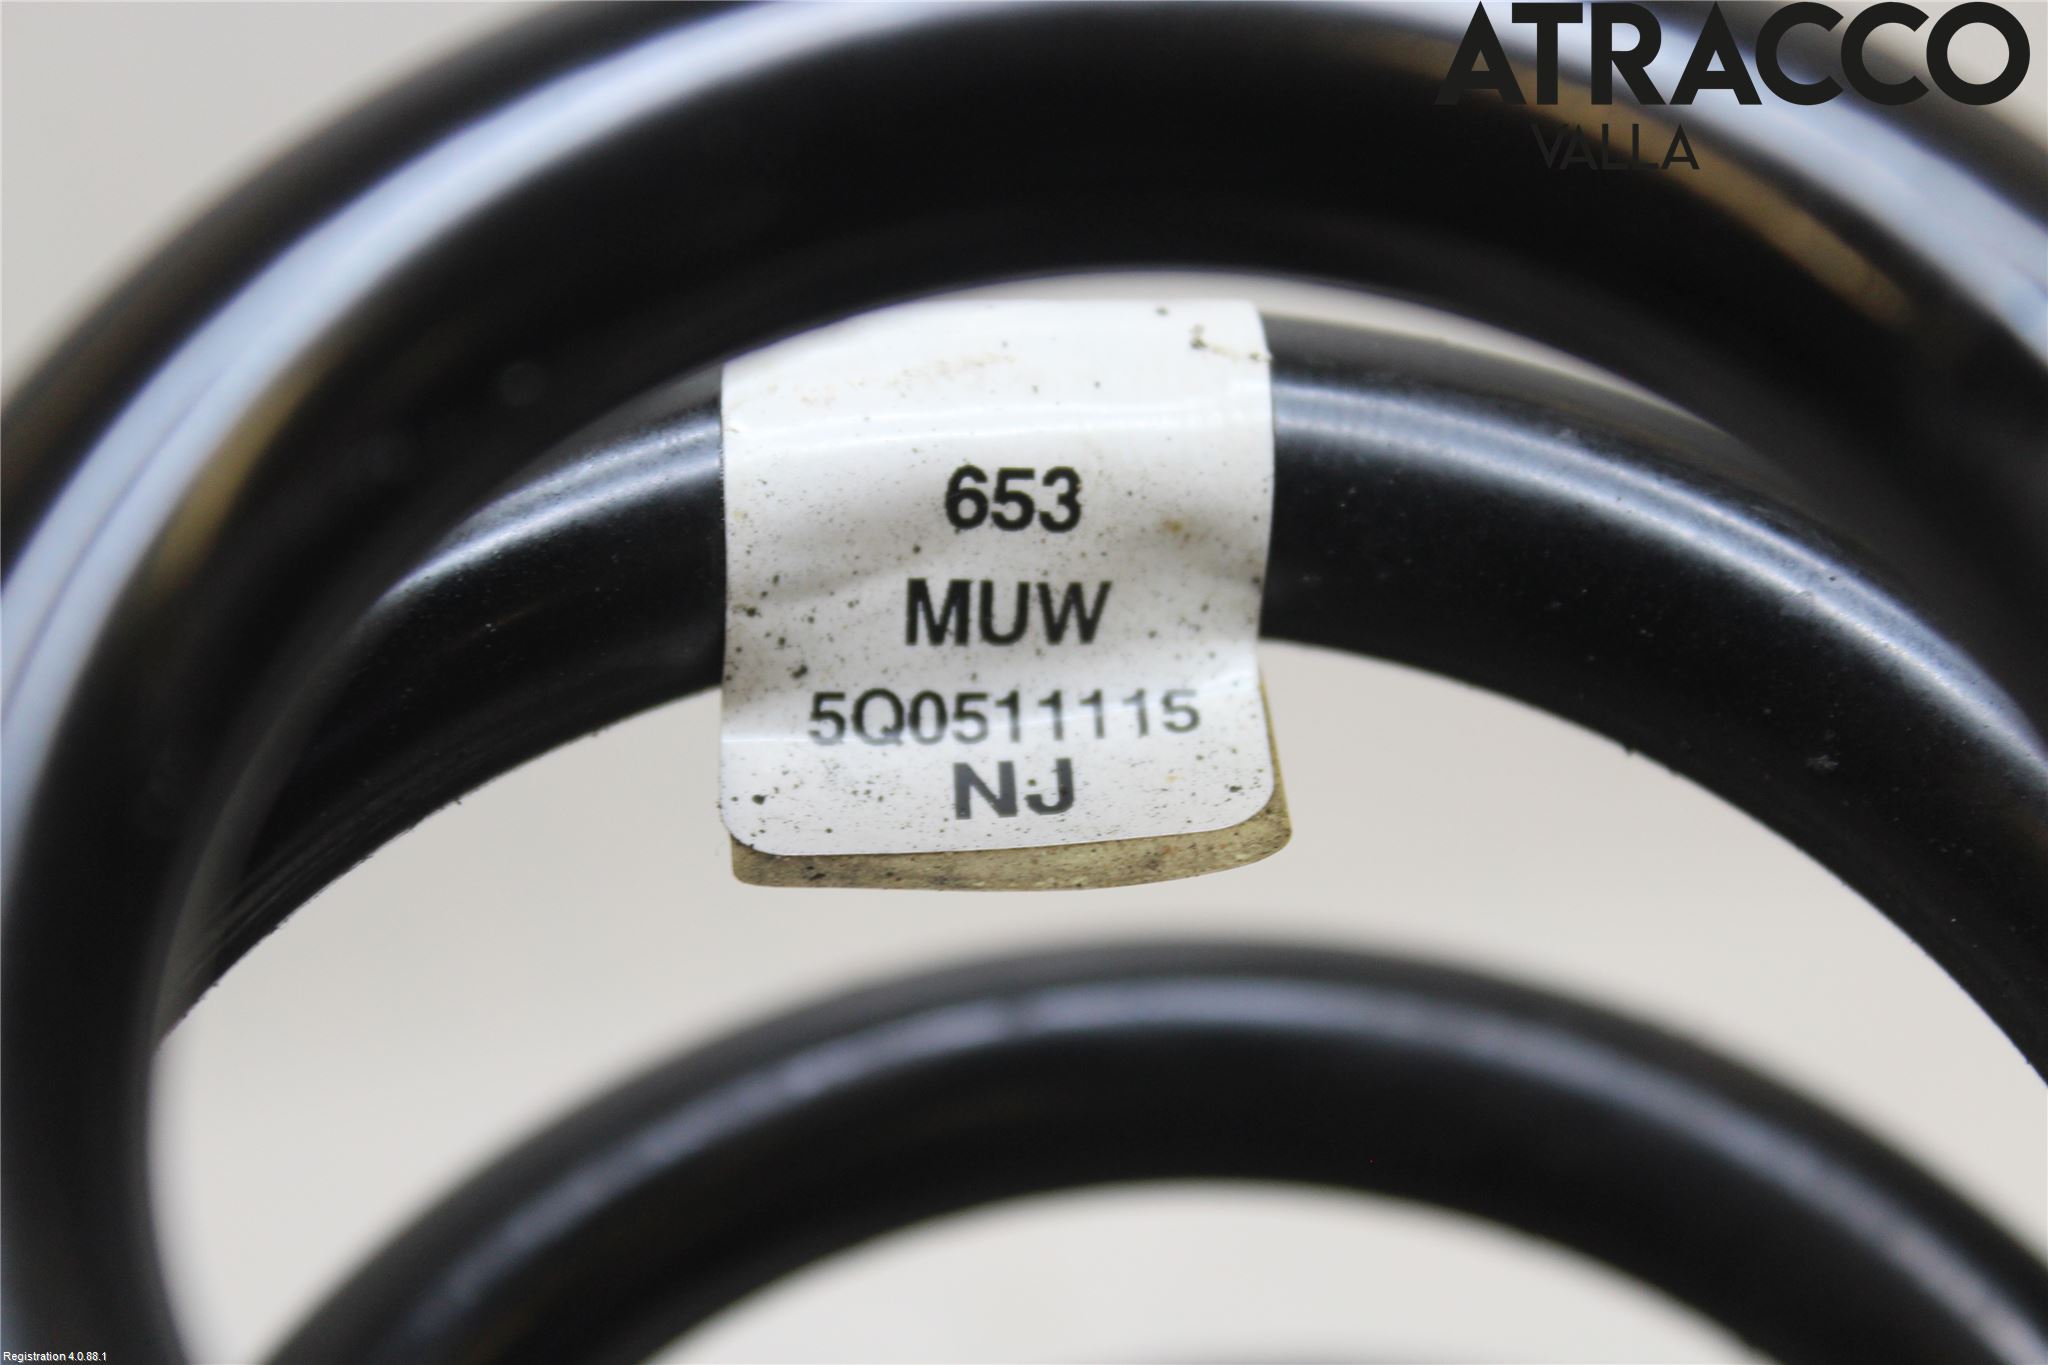 ATRACCO
VALLA
653
MUW
5Q0511115
NJ
Registration 4.0.88.1